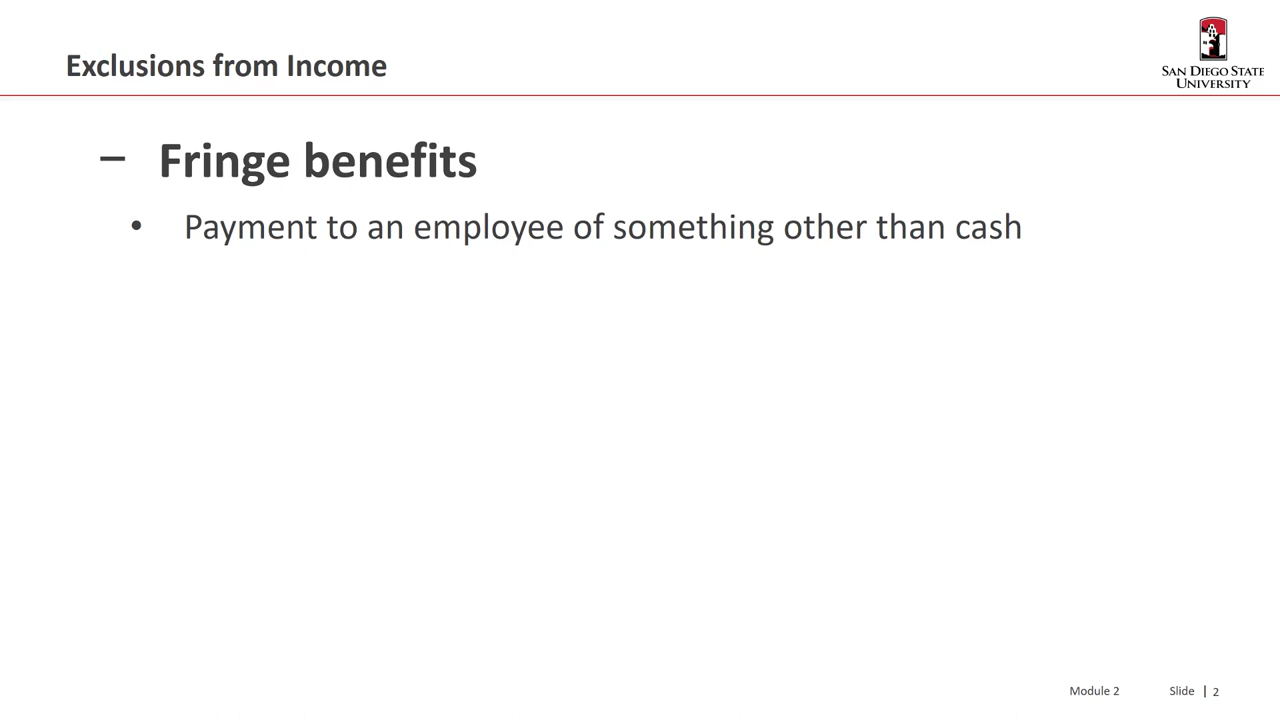 Exclusions from Income
SAN DIEGO STATE
UNIVERSITY
– Fringe benefits
• Payment to an employee of something other than cash
Module 2 Slide | 2